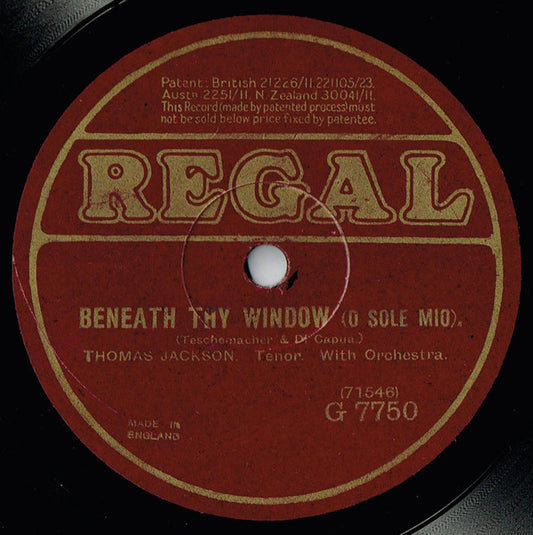 Patent: British 21226/11.221105/23.
Austn 2251/11. N. Zealand 30041/11.
This Record (made by patented process) must
not be sold below price fixed by patentee.
REGAL
BENEATH THY WINDOW (O SOLE MIO).
(Teschemacher & Di Capua.)
THOMAS JACKSON. Tenor. With Orchestra.
(71546)
G 7750
MADE IN
ENGLAND